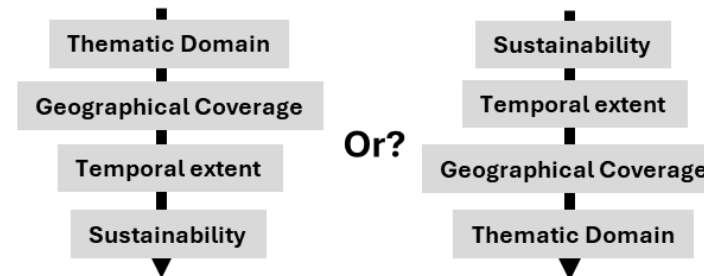 Thematic Domain
Geographical Coverage
Temporal extent
Sustainability
Or?
Sustainability
Temporal extent
Geographical Coverage
Thematic Domain